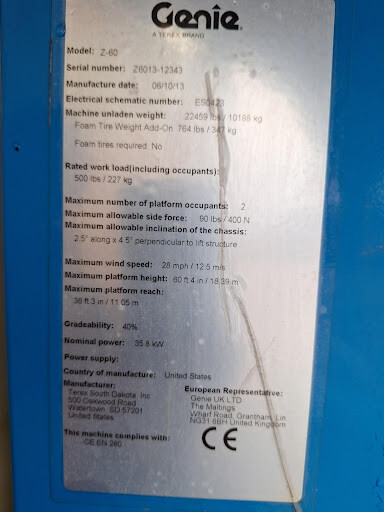 Genie.
A TEREX BRAND
Model: Z-60
Serial number: Z6013-12343
Manufacture date: 06/10/13
Electrical schematic number: ES0423
Machine unladen weight: 22459 lbs / 10188 kg
Foam Tire Weight Add-On 764 lbs / 347 kg
Foam tires required No
Rated work load(including occupants):
500 lbs / 227 kg
Maximum number of platform occupants: 2
Maximum allowable side force: 90 lbs / 400 N
Maximum allowable inclination of the chassis:
2.5° along x 4.5° perpendicular to lift structure
Maximum wind speed: 28 mph / 12.5 m/s
Maximum platform height: 60 ft 4 in / 18.39 m
Maximum platform reach:
36 ft 3 in / 11.05 m
Gradeability: 40%
Nominal power: 35.8 kW
Power supply:
Country of manufacture: United States
Manufacturer:
Terex South Dakota Inc
500 Oakwood Road
Watertown SD 57201
United States
European Representative:
Genie UK LTD
The Maltings
Wharf Road, Grantham, Lin
NG31 6BH United Kingdom
This machine complies with:
CE EN 280
CE